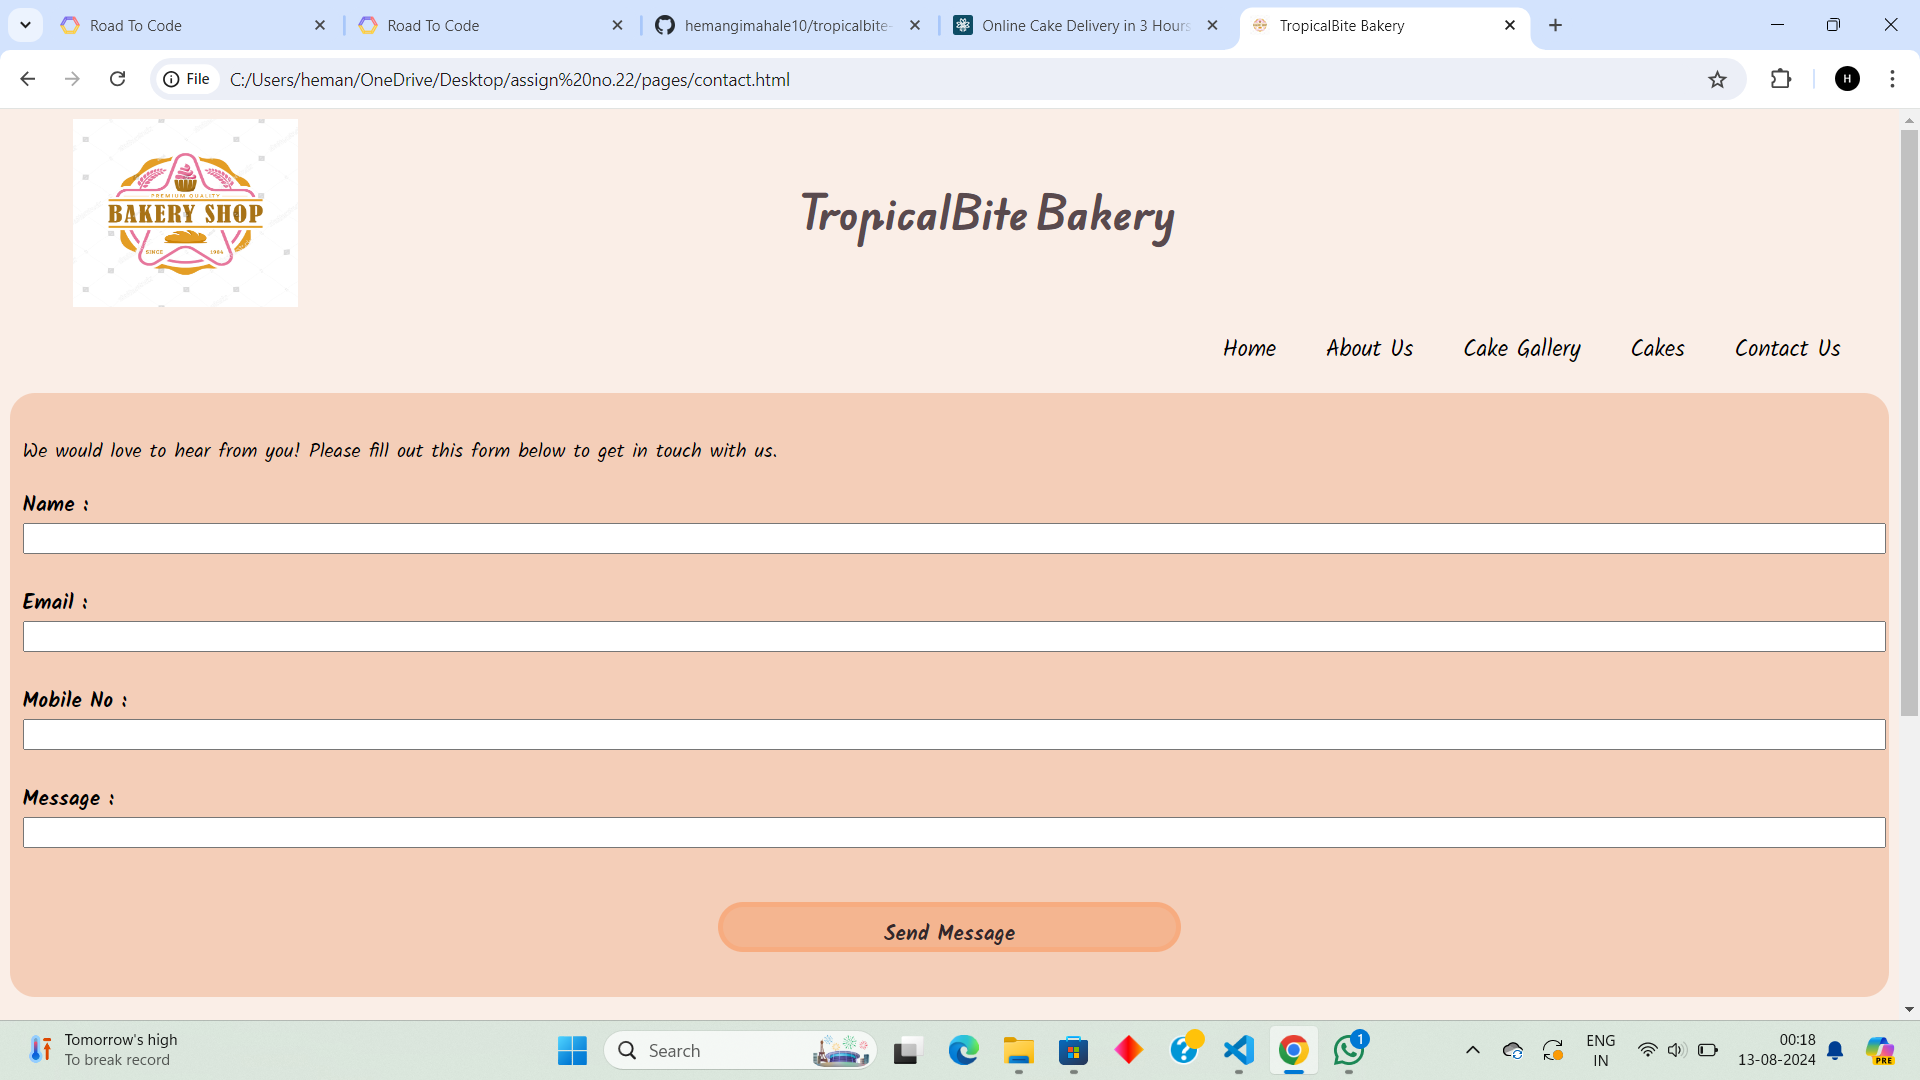 Road To Code
Road To Code
hemangimahale10/tropicalbite-
Online Cake Delivery in 3 Hours
TropicalBite Bakery
File
C:/Users/heman/OneDrive/Desktop/assign%20no.22/pages/contact.html
H
PREMIUM QUALITY
BAKERY SHOP
SINCE 1984
TropicalBite Bakery
Home About Us Cake Gallery Cakes Contact Us
We would love to hear from you! Please fill out this form below to get in touch with us.
Name :
Email :
Mobile No :
Message :
Send Message
Tomorrow's high
To break record
Search
1
ENG
IN
00:18
13-08-2024
PRE